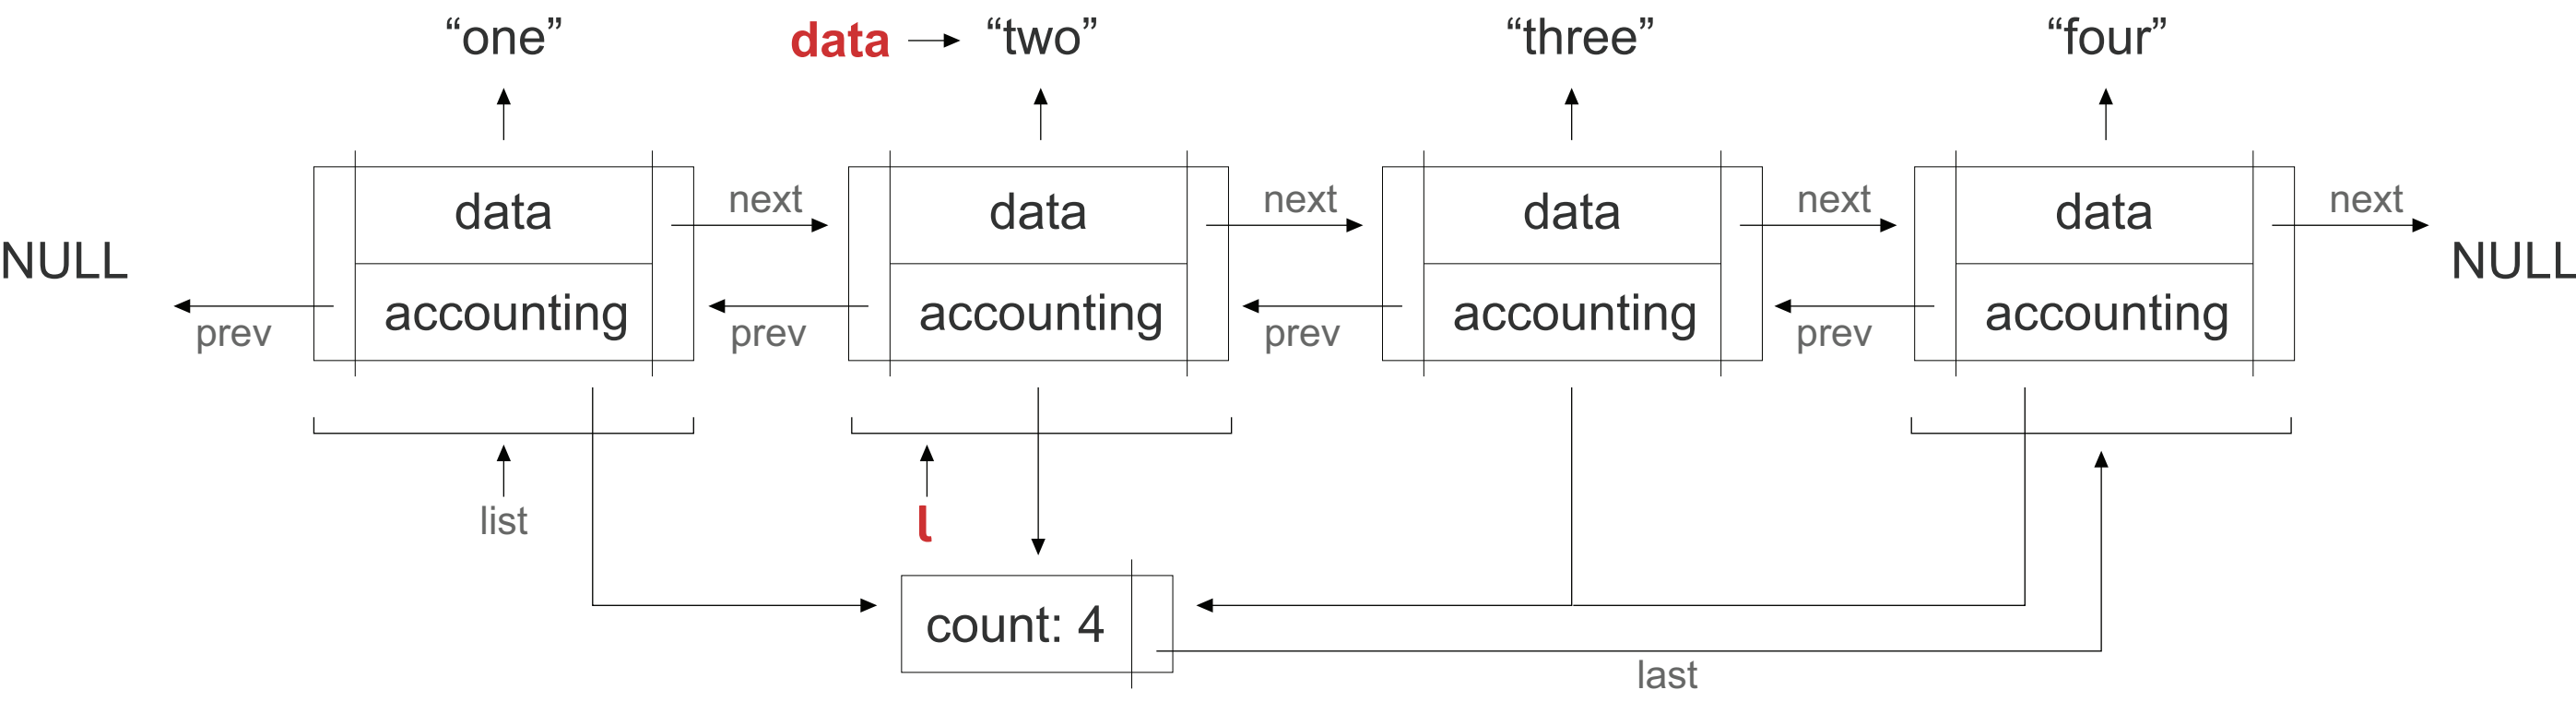 “one” data “two” “three” “four”
data data data data
next next next next
NULL NULL
accounting accounting accounting accounting
prev prev prev prev
list l
count: 4
last